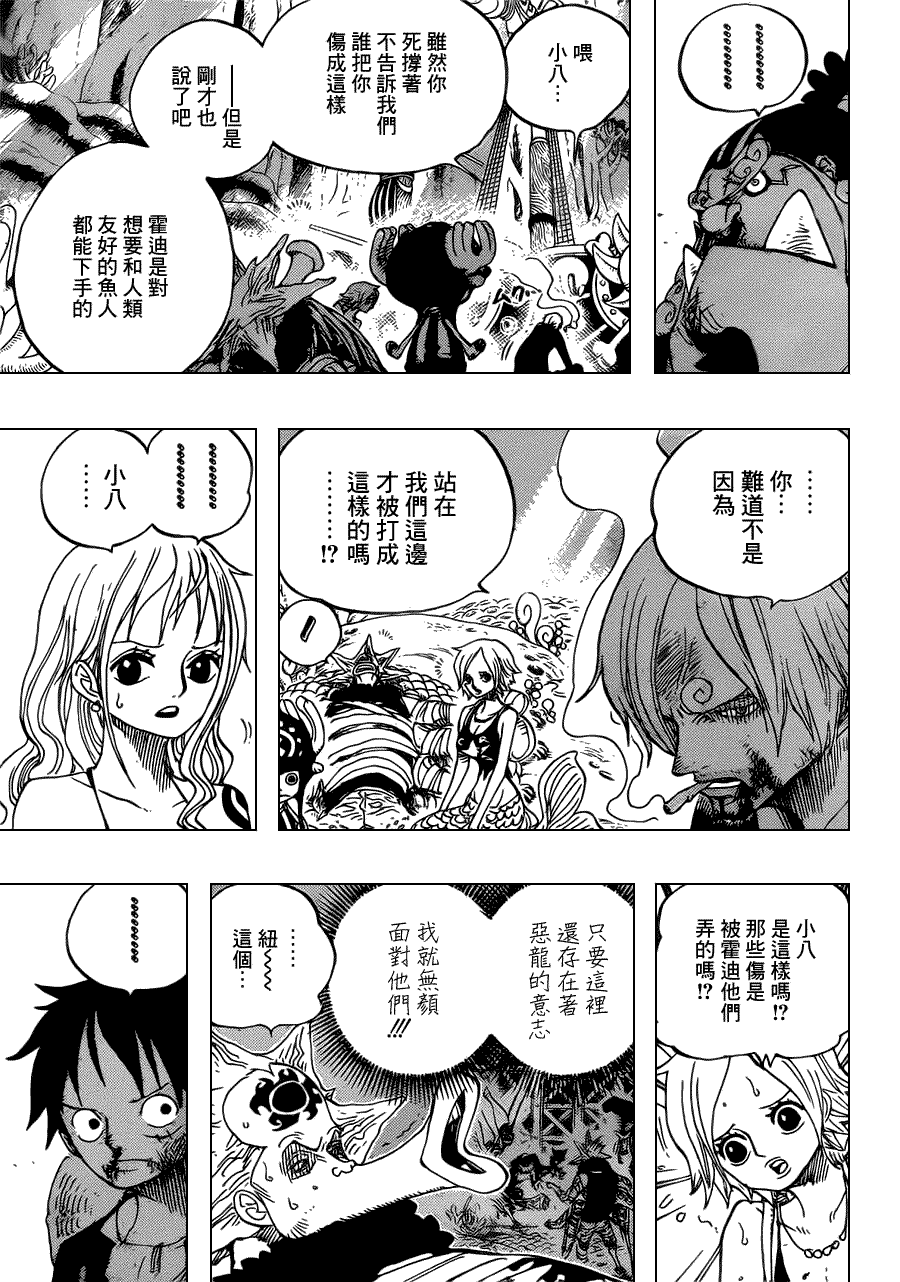 ………
………
喂
小八…
雖然你
死撐著
不告訴我們
誰把你
傷成這樣
——但是
剛才也
說了吧
霍迪是對
想要和人類
友好的魚人
都能下手的
……
你…
難道不是
因為
站在
我們這邊
才被打成
這樣的嗎
………!?
………
………
小八
……
小八
是這樣嗎!?
那些傷是
被霍迪他們
弄的嗎!?
只要這裡
還存在著
惡龍的意志
我就無顏
面對他們!!!
……
紐~~
這個…
………